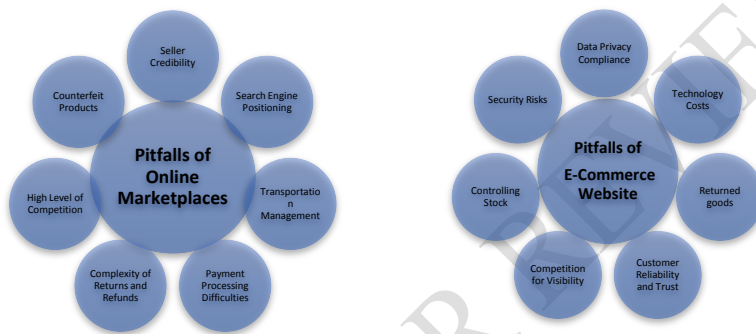 Seller
Credibility
Counterfeit
Products
Search Engine
Positioning
Pitfalls of
Online
Marketplaces
High Level of
Competition
Transportatio
n
Management
Complexity of
Returns and
Refunds
Payment
Processing
Difficulties
Data Privacy
Compliance
Security Risks
Technology
Costs
Pitfalls of
E-Commerce
Website
Controlling
Stock
Returned
goods
Competition
for Visibility
Customer
Reliability
and Trust
R REVIE